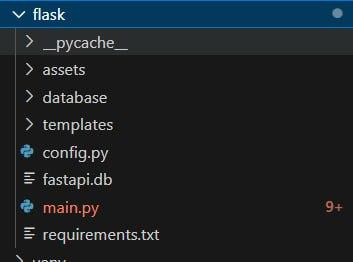 flask
__pycache__
assets
database
templates
config.py
fastapi.db
main.py 9+
requirements.txt